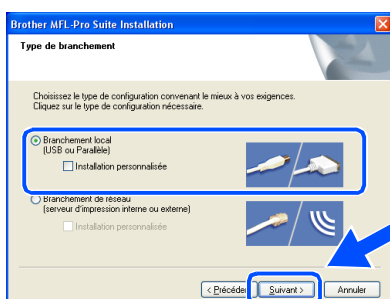 Brother MFL-Pro Suite Installation
Type de branchement
Choisissez le type de configuration convenant le mieux à vos exigences.
Cliquez sur le type de configuration nécessaire.
Branchement local
(USB ou Parallèle)
Installation personnalisée
Branchement de réseau
(serveur d'impression interne ou externe)
Installation personnalisée
< Précéden Suivant > Annuler